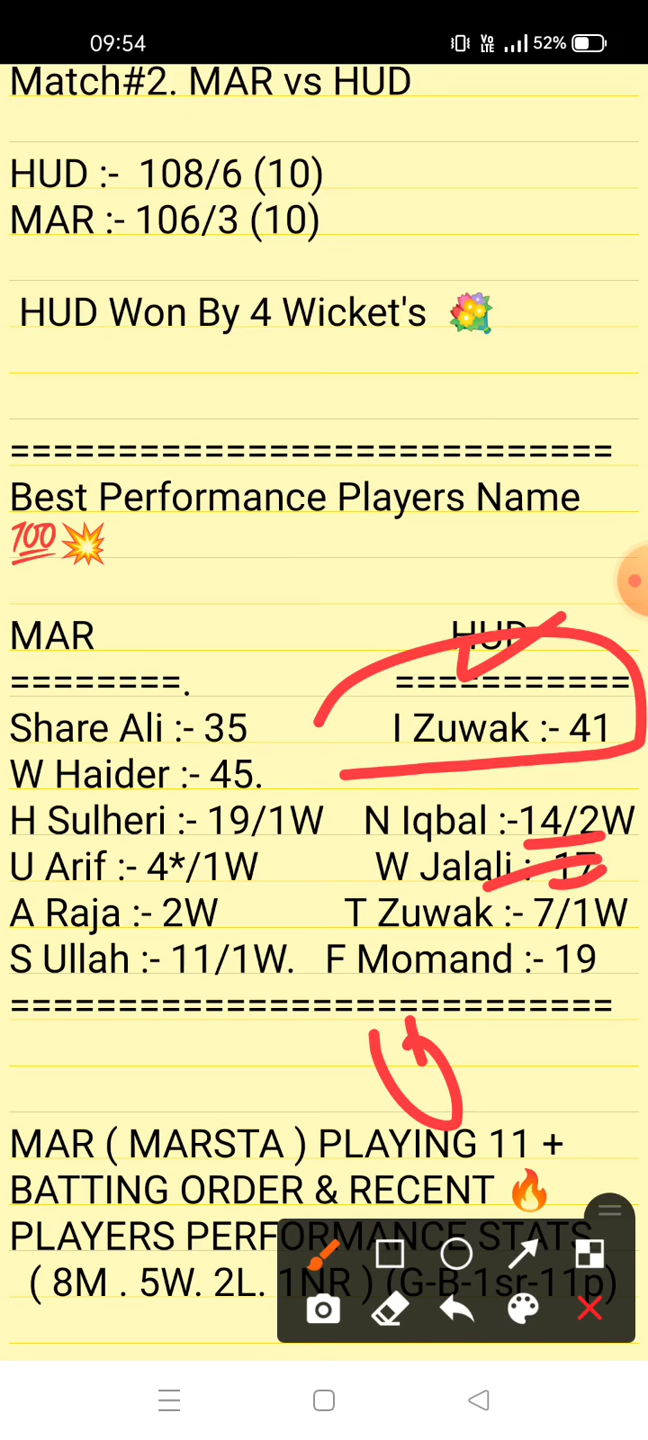 09:54 Vo LTE 52%
Match#2. MAR vs HUD
HUD :- 108/6 (10)
MAR :- 106/3 (10)
HUD Won By 4 Wicket's 💐
============================
Best Performance Players Name
💯💥
MAR HUD
========. ===========
Share Ali :- 35 I Zuwak :- 41
W Haider :- 45.
H Sulheri :- 19/1W N Iqbal :-14/2W
U Arif :- 4*/1W W Jalali :- 17
A Raja :- 2W T Zuwak :- 7/1W
S Ullah :- 11/1W. F Momand :- 19
============================
MAR ( MARSTA ) PLAYING 11 +
BATTING ORDER & RECENT 🔥
PLAYERS PERFORMANCE STATS
( 8M . 5W. 2L. 1NR ) (G-B-1sr-11p)